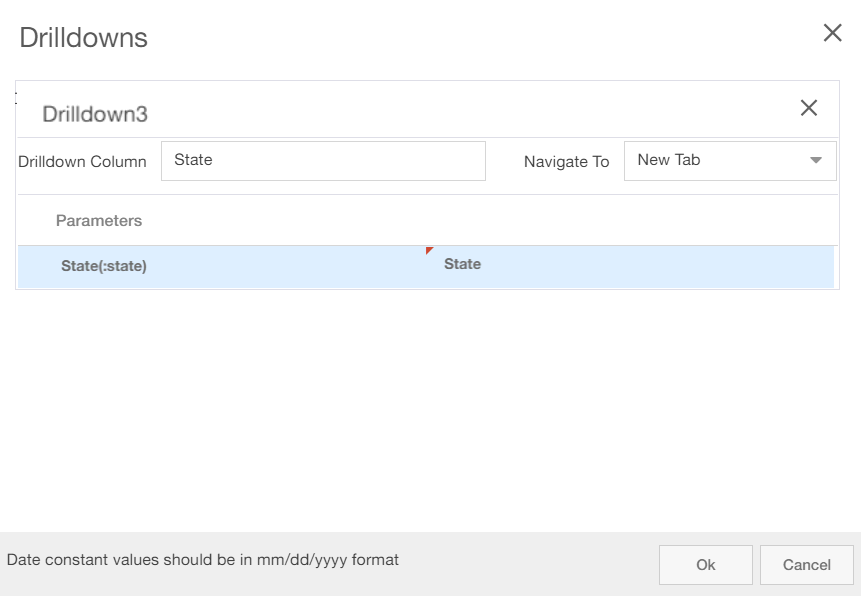 Drilldowns
Drilldown3
Drilldown Column State Navigate To New Tab
Parameters
State(:state) State
Date constant values should be in mm/dd/yyyy format
Ok Cancel